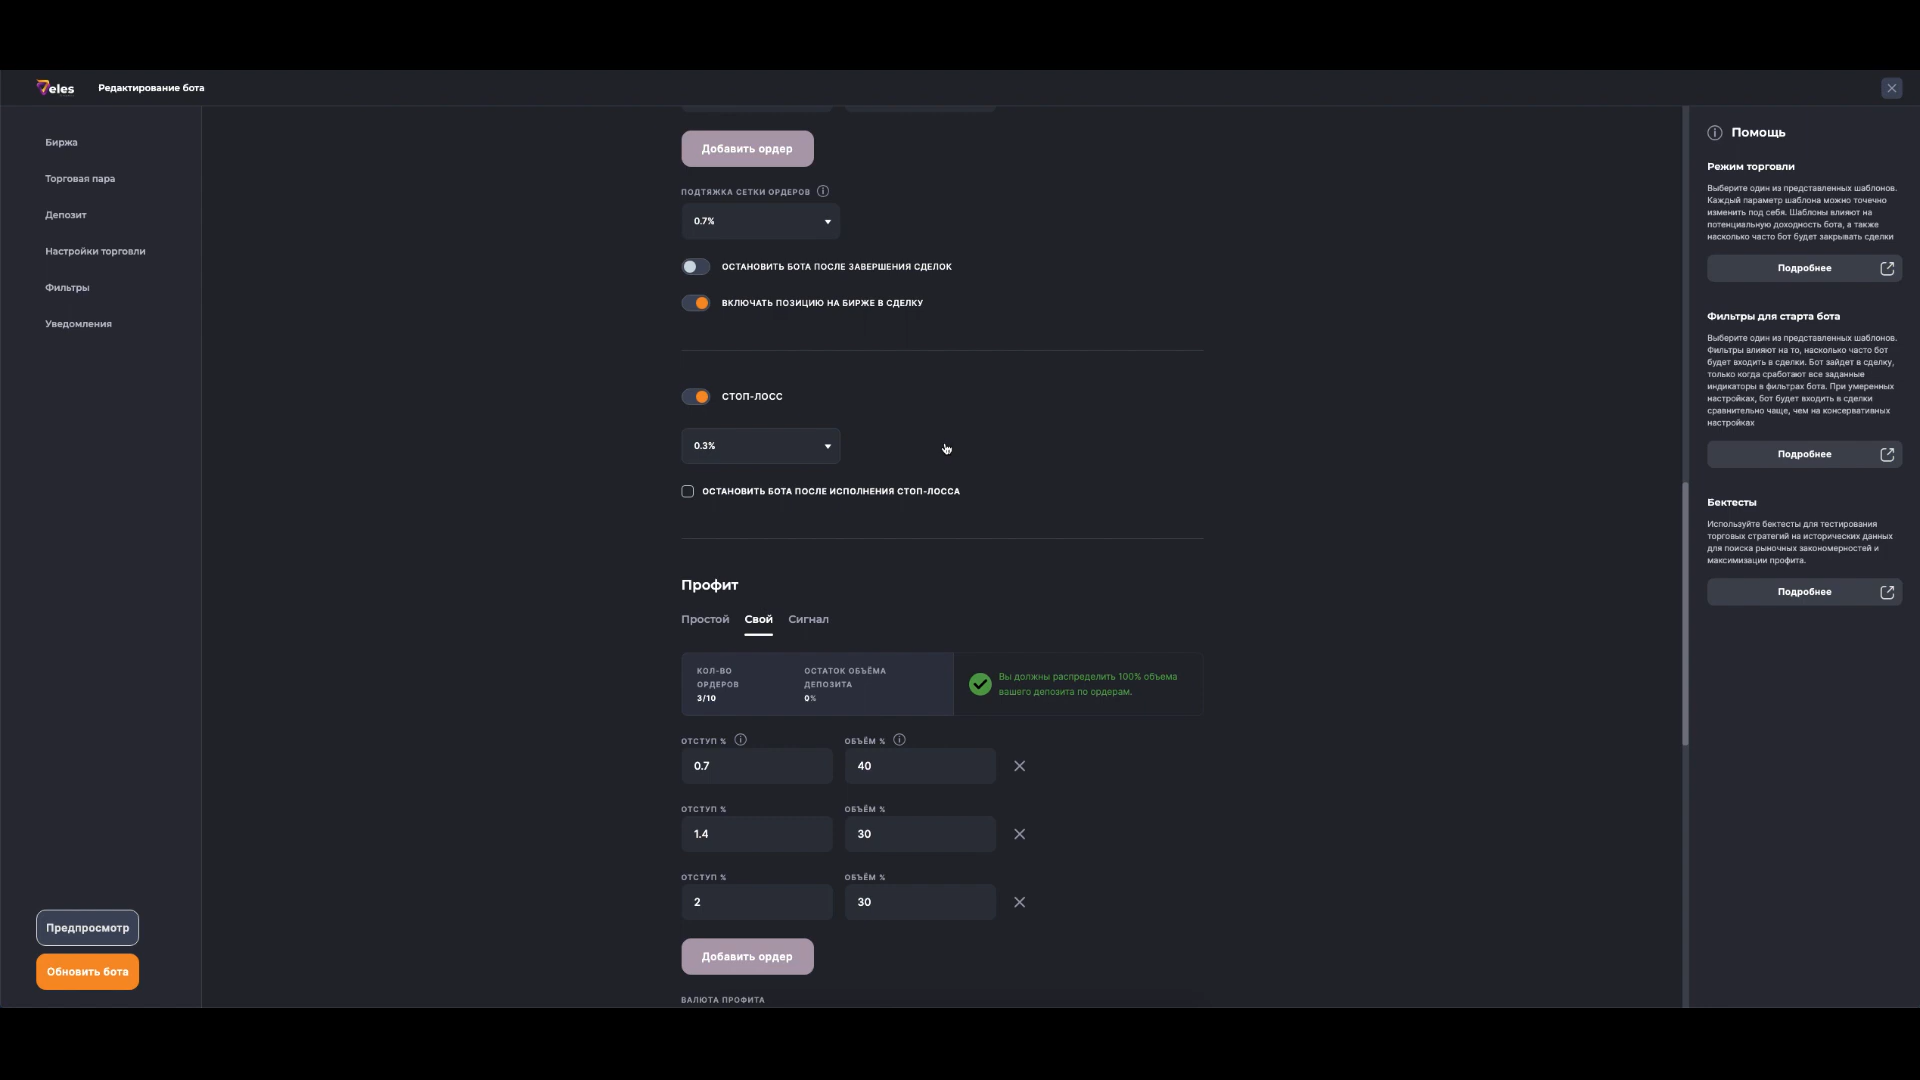 Veles
Редактирование бота
Биржа
Торговая пара
Депозит
Настройки торговли
Фильтры
Уведомления
Предпросмотр
Обновить бота
Добавить ордер
ПОДТЯЖКА СЕТКИ ОРДЕРОВ
0.7%
ОСТАНОВИТЬ БОТА ПОСЛЕ ЗАВЕРШЕНИЯ СДЕЛОК
ВКЛЮЧАТЬ ПОЗИЦИЮ НА БИРЖЕ В СДЕЛКУ
СТОП-ЛОСС
0.3%
ОСТАНОВИТЬ БОТА ПОСЛЕ ИСПОЛНЕНИЯ СТОП-ЛОССА
Профит
Простой Свой Сигнал
КОЛ-ВО
ОРДЕРОВ
3/10
ОСТАТОК ОБЪЁМА
ДЕПОЗИТА
0%
Вы должны распределить 100% объема
вашего депозита по ордерам.
ОТСТУП % ОБЪЁМ %
0.7 40
ОТСТУП % ОБЪЁМ %
1.4 30
ОТСТУП % ОБЪЁМ %
2 30
Добавить ордер
ВАЛЮТА ПРОФИТА
Помощь
Режим торговли
Выберите один из представленных шаблонов.
Каждый параметр шаблона можно точечно
изменить под себя. Шаблоны влияют на
потенциальную доходность бота, а также
насколько часто бот будет закрывать сделки
Подробнее
Фильтры для старта бота
Выберите один из представленных шаблонов.
Фильтры влияют на то, насколько часто бот
будет входить в сделки. Бот зайдет в сделку,
только когда сработают все заданные
индикаторы в фильтрах бота. При умеренных
настройках, бот будет входить в сделки
сравнительно чаще, чем на консервативных
настройках
Подробнее
Бектесты
Используйте бектесты для тестирования
торговых стратегий на исторических данных
для поиска рыночных закономерностей и
максимизации профита.
Подробнее